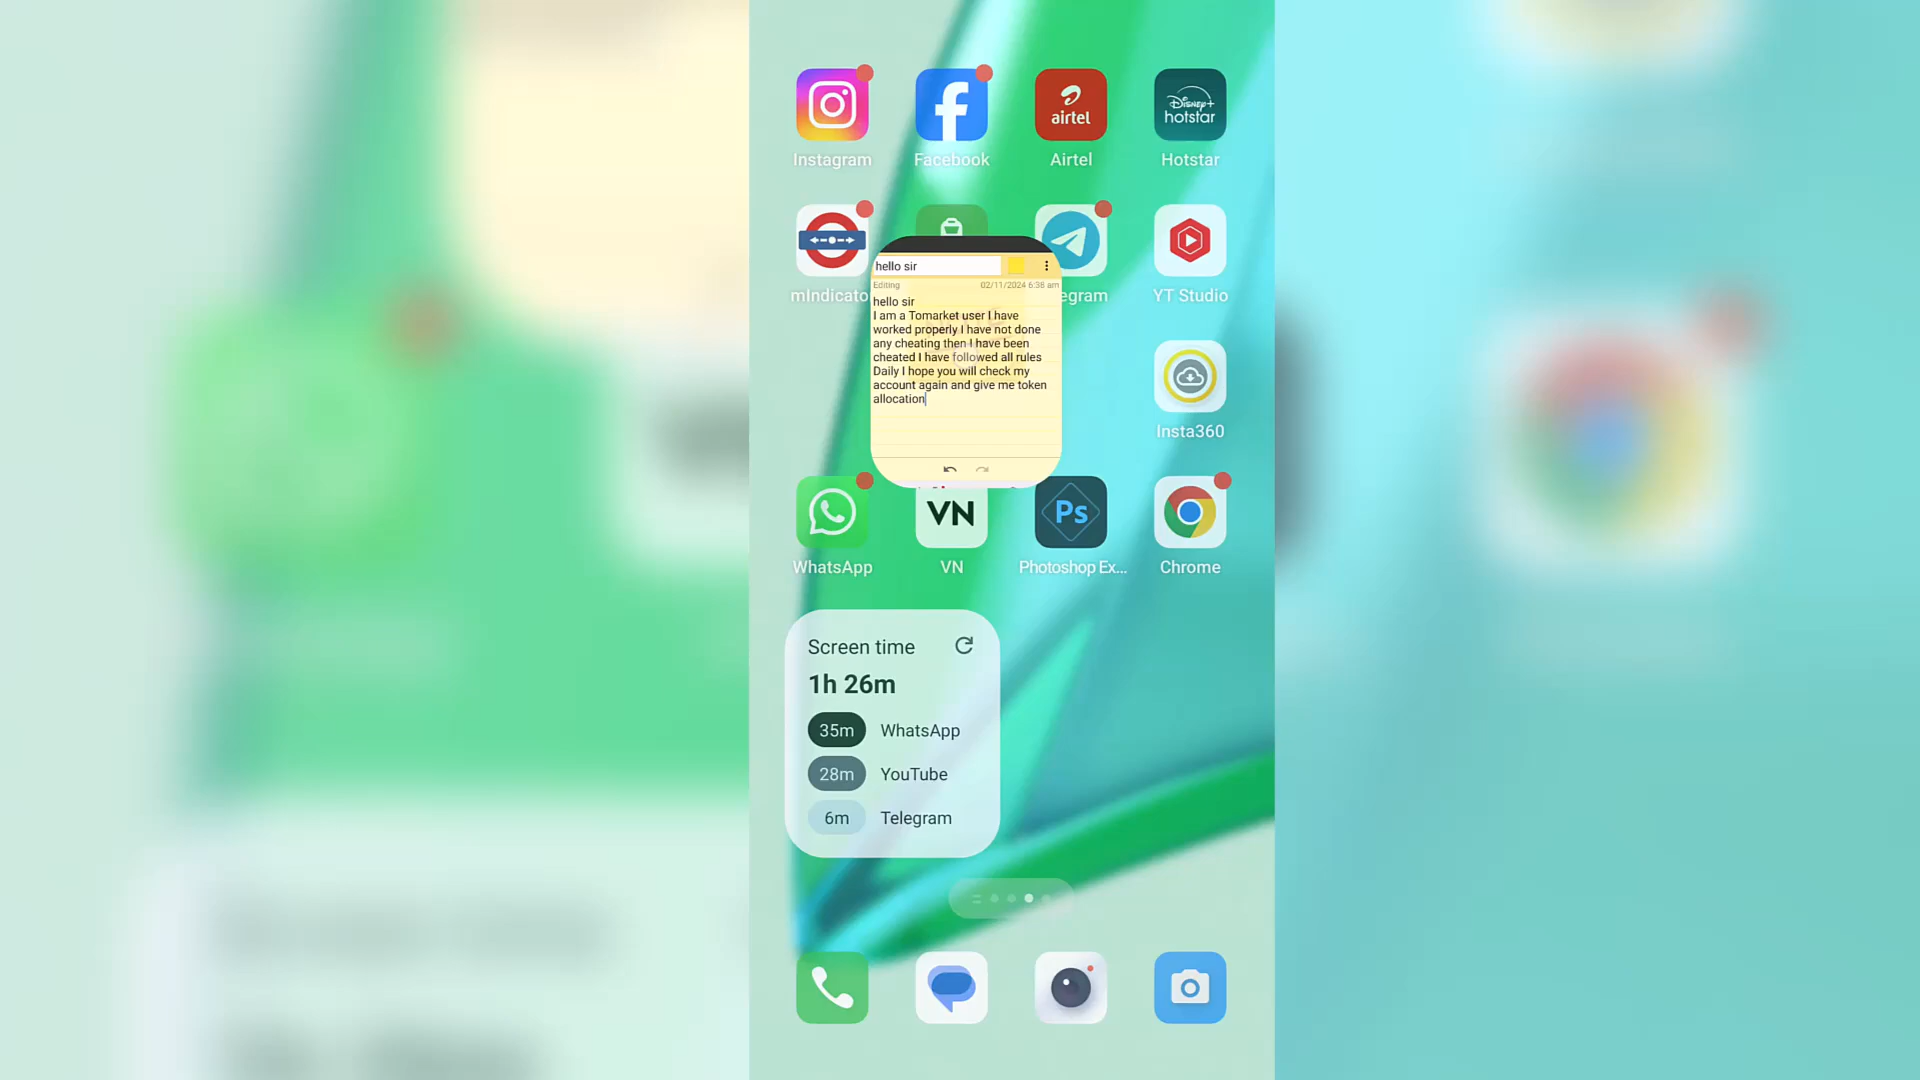 Instagram
Facebook
airtel
Airtel
Disney+
hotstar
Hotstar
mIndicato
egram
YT Studio
hello sir
Editing
02/11/2024 6:38 am
hello sir
I am a Tomarket user I have
worked properly I have not done
any cheating then I have been
cheated I have followed all rules
Daily I hope you will check my
account again and give me token
allocation
Insta360
WhatsApp
VN
VN
Ps
Photoshop Ex...
Chrome
Screen time
1h 26m
35m WhatsApp
28m YouTube
6m Telegram